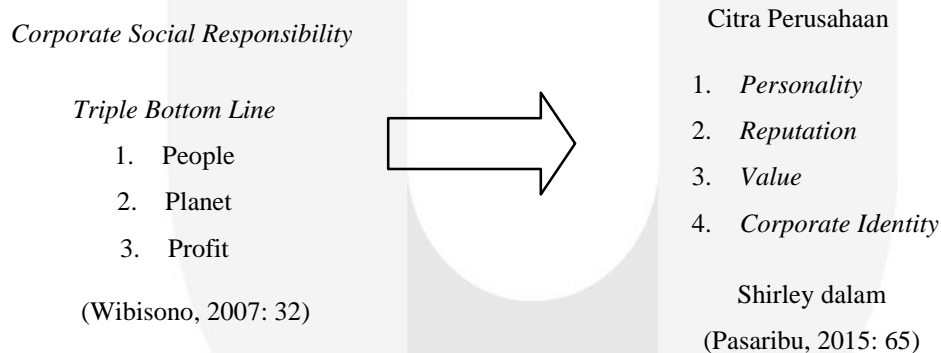 Corporate Social Responsibility
Triple Bottom Line
1. People
2. Planet
3. Profit
(Wibisono, 2007: 32)
Citra Perusahaan
1. Personality
2. Reputation
3. Value
4. Corporate Identity
Shirley dalam
(Pasaribu, 2015: 65)